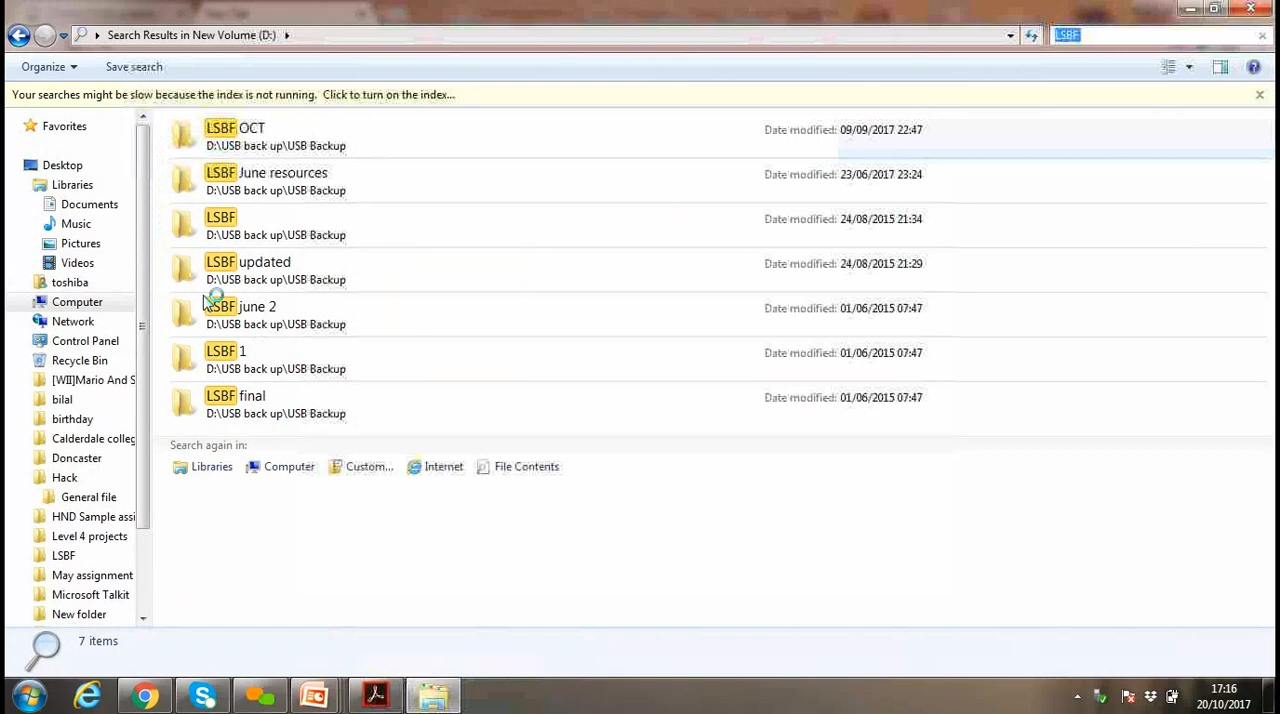 Search Results in New Volume (D:)
LSBF
Organize
Save search
Your searches might be slow because the index is not running. Click to turn on the index...
Favorites
Desktop
Libraries
Documents
Music
Pictures
Videos
toshiba
Computer
Network
Control Panel
Recycle Bin
[WII]Mario And S
bilal
birthday
Calderdale colleg
Doncaster
Hack
General file
HND Sample assi
Level 4 projects
LSBF
May assignment
Microsoft Talkit
New folder
LSBF OCT
D:\USB back up\USB Backup
Date modified: 09/09/2017 22:47
LSBF June resources
D:\USB back up\USB Backup
Date modified: 23/06/2017 23:24
LSBF
D:\USB back up\USB Backup
Date modified: 24/08/2015 21:34
LSBF updated
D:\USB back up\USB Backup
Date modified: 24/08/2015 21:29
LSBF june 2
D:\USB back up\USB Backup
Date modified: 01/06/2015 07:47
LSBF 1
D:\USB back up\USB Backup
Date modified: 01/06/2015 07:47
LSBF final
D:\USB back up\USB Backup
Date modified: 01/06/2015 07:47
Search again in:
Libraries
Computer
Custom...
Internet
File Contents
7 items
17:16
20/10/2017